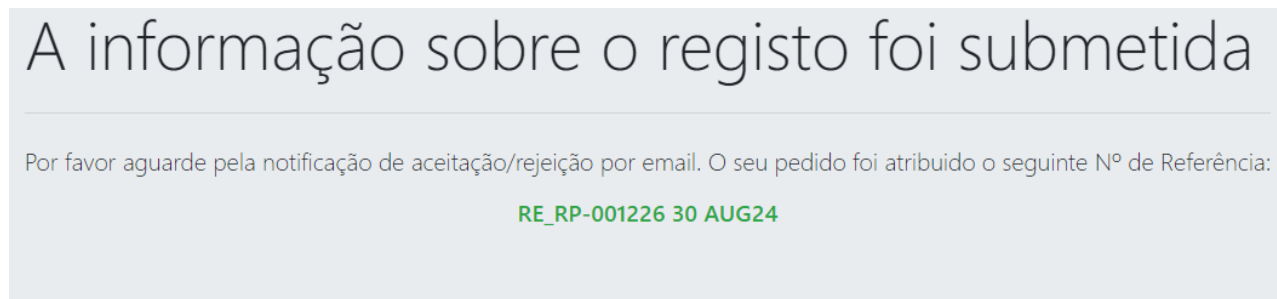 A informação sobre o registo foi submetida
Por favor aguarde pela notificação de aceitação/rejeição por email. O seu pedido foi atribuido o seguinte Nº de Referência:
RE_RP-001226 30 AUG24